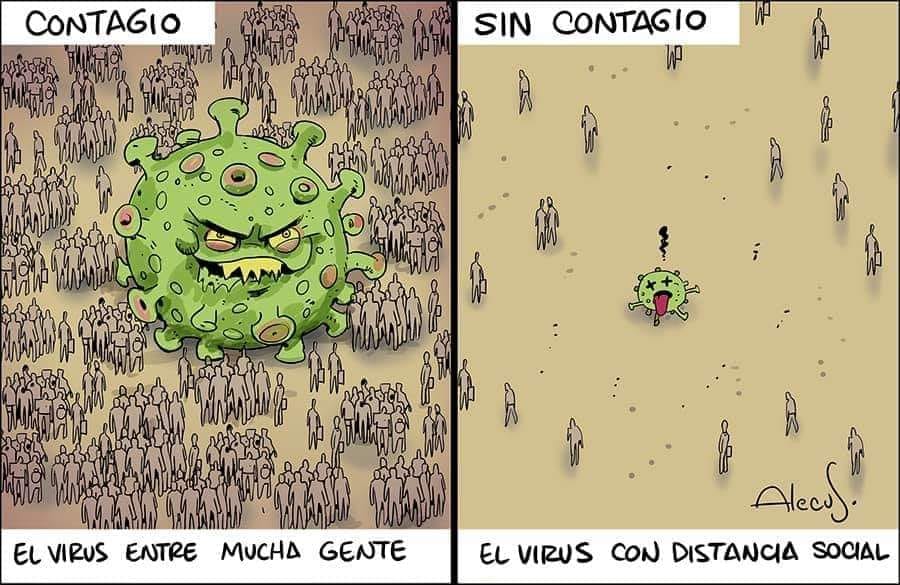 CONTAGIO
EL VIRUS ENTRE MUCHA GENTE
SIN CONTAGIO
Alecus.
EL VIRUS CON DISTANCIA SOCIAL